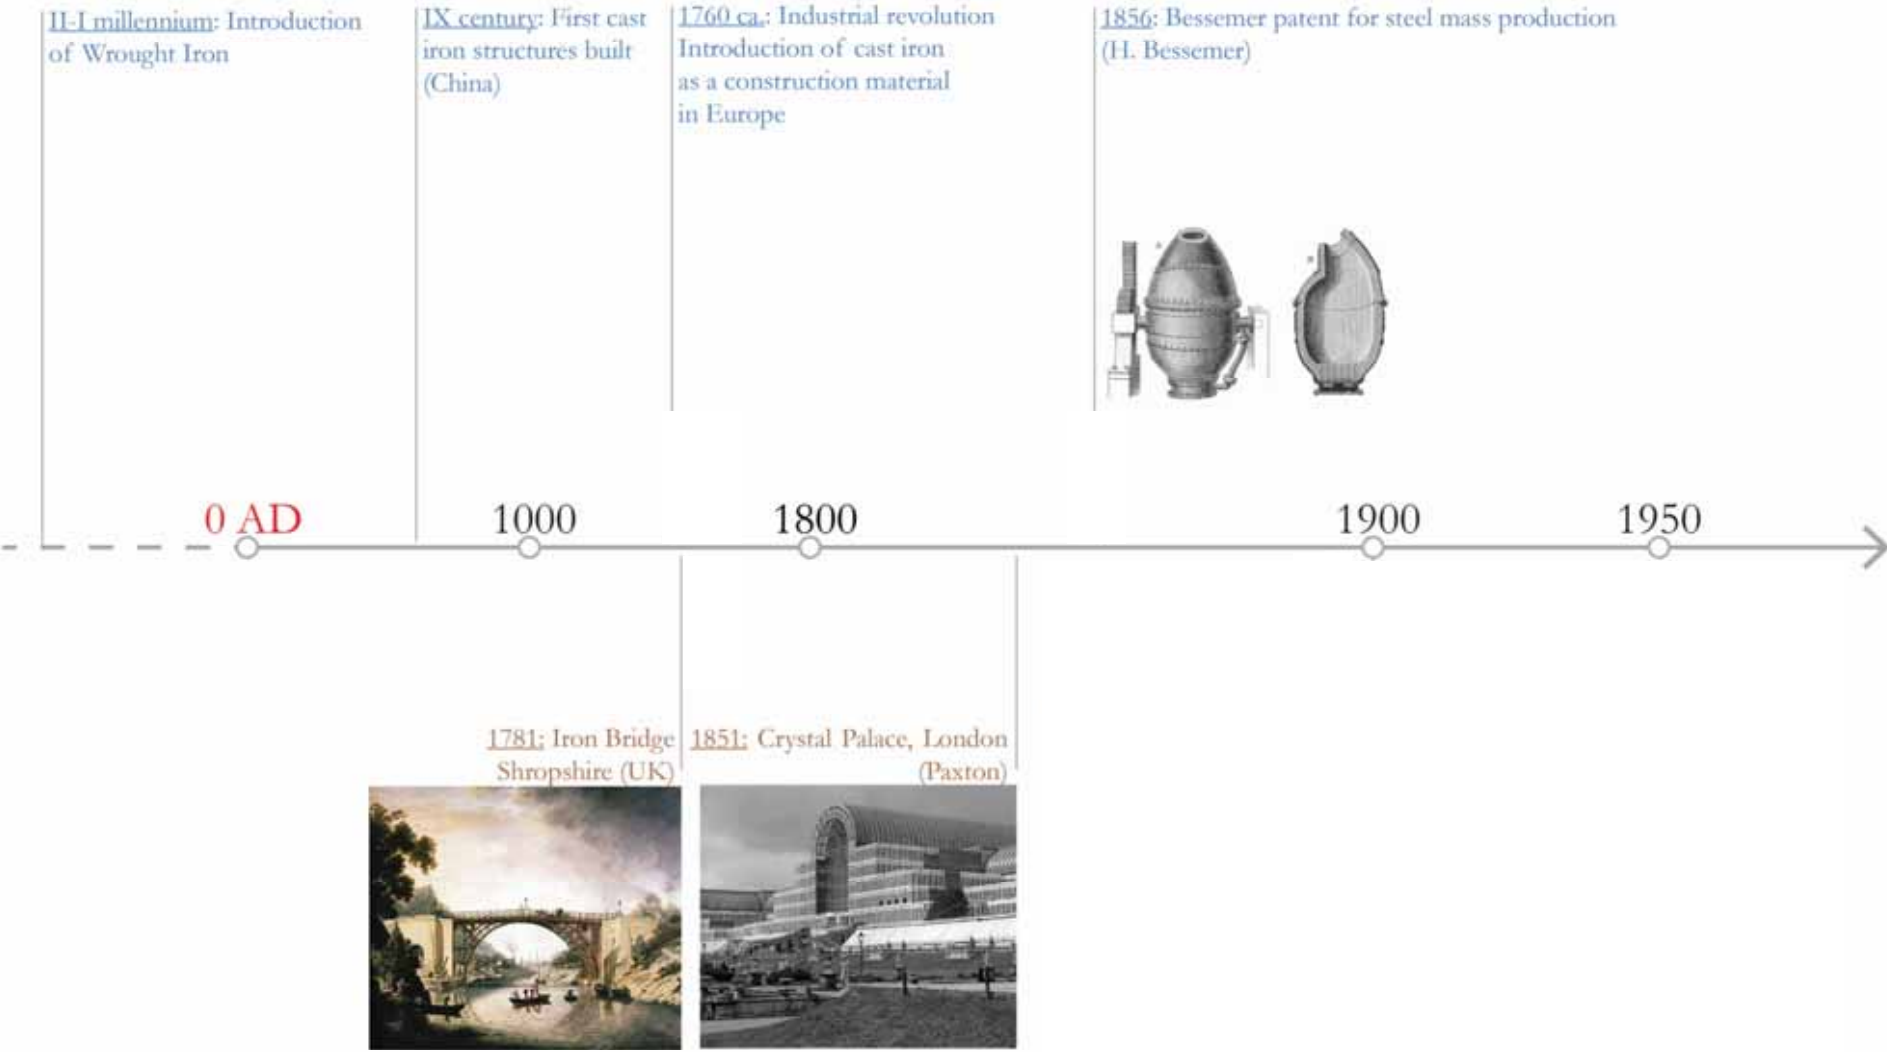 II-I millennium: Introduction
of Wrought Iron
IX century: First cast
iron structures built
(China)
1760 ca.: Industrial revolution
Introduction of cast iron
as a construction material
in Europe
1856: Bessemer patent for steel mass production
(H. Bessemer)
0 AD
1000
1800
1900
1950
1781: Iron Bridge
Shropshire (UK)
1851: Crystal Palace, London
(Paxton)